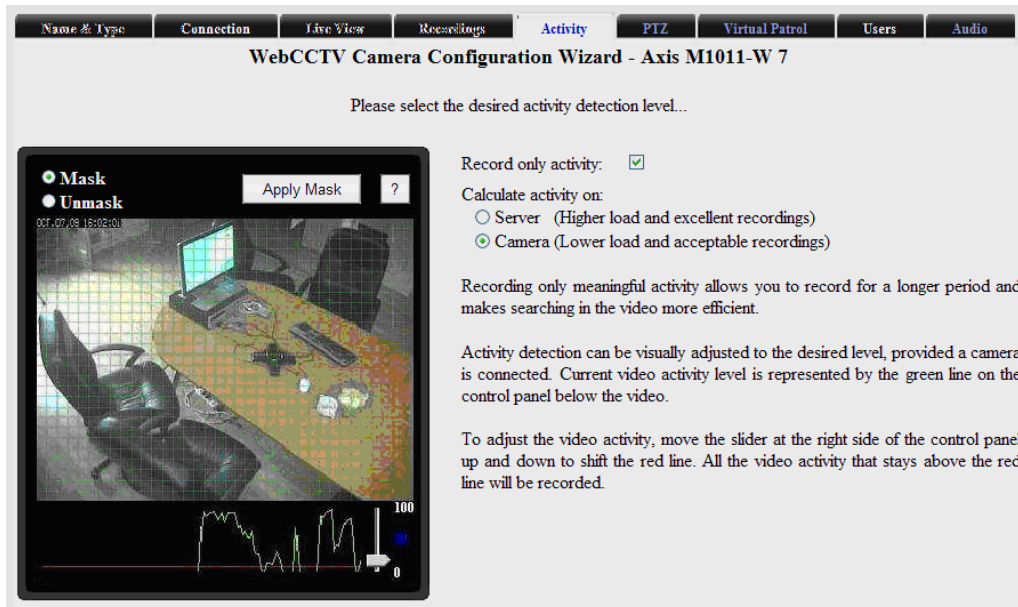 Name & Type Connection Live View Recordings Activity PTZ Virtual Patrol Users Audio
WebCCTV Camera Configuration Wizard - Axis M1011-W 7
Please select the desired activity detection level...
Mask
Unmask
Apply Mask
?
OCT.07,09 16:02:01
100
0
Record only activity:
Calculate activity on:
Server (Higher load and excellent recordings)
Camera (Lower load and acceptable recordings)
Recording only meaningful activity allows you to record for a longer period and
makes searching in the video more efficient.
Activity detection can be visually adjusted to the desired level, provided a camera
is connected. Current video activity level is represented by the green line on the
control panel below the video.
To adjust the video activity, move the slider at the right side of the control panel
up and down to shift the red line. All the video activity that stays above the red
line will be recorded.